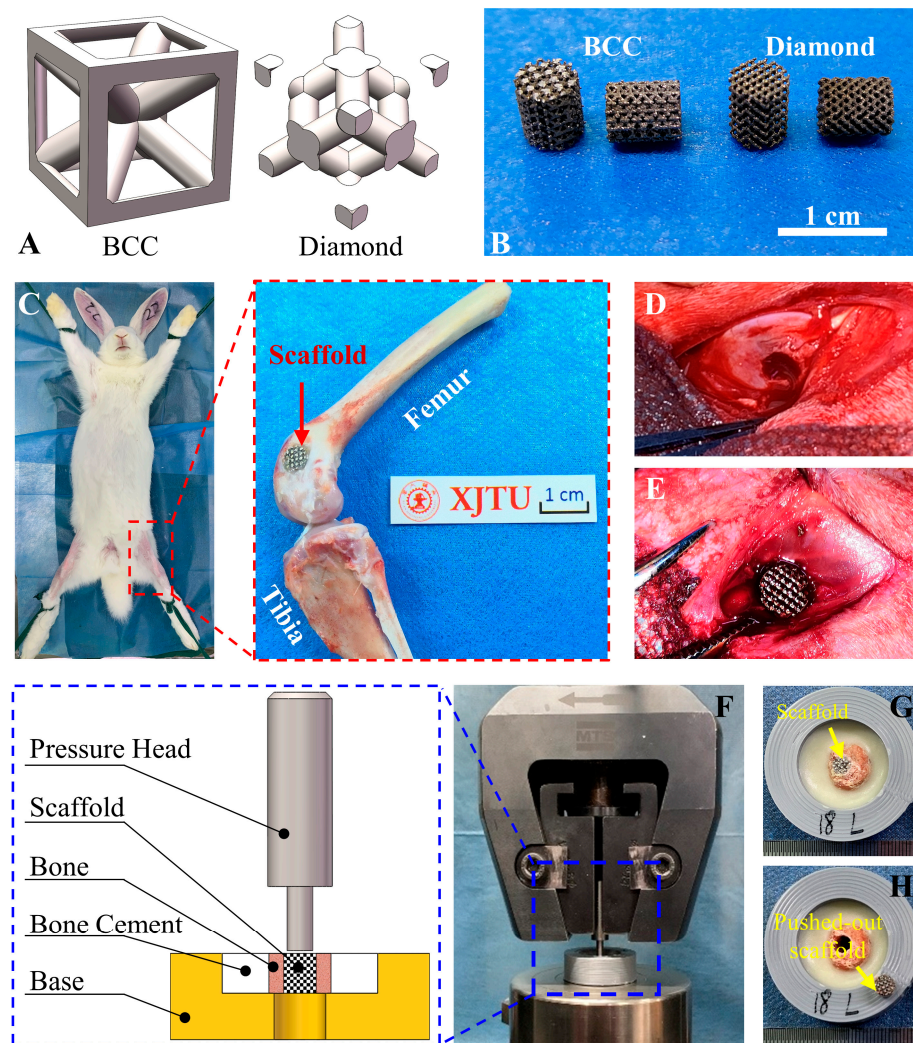 A
BCC
Diamond
B
BCC
Diamond
1 cm
C
Scaffold
Femur
Tibia
XJTU
1 cm
D
E
Pressure Head
Scaffold
Bone
Bone Cement
Base
F
MTS
G
Scaffold
18 L
H
Pushed-out
scaffold
18 L